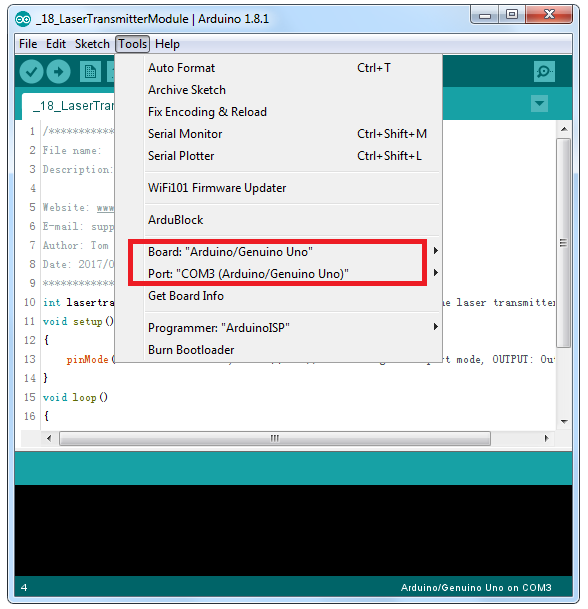 _18_LaserTransmitterModule | Arduino 1.8.1
File Edit Sketch Tools Help
Auto Format Ctrl+T
Archive Sketch
_18_LaserTran
Fix Encoding & Reload
1 /************
Serial Monitor Ctrl+Shift+M
2 File name:
Serial Plotter Ctrl+Shift+L
3 Description:
4
WiFi101 Firmware Updater
5 Website: www
ArduBlock
6 E-mail: supp
7 Author: Tom
Board: "Arduino/Genuino Uno"
8 Date: 2017/0
Port: "COM3 (Arduino/Genuino Uno)"
9 ************
Get Board Info
10 int lasertra he laser transmitter
11 void setup()
Programmer: "ArduinoISP"
12 {
Burn Bootloader
13 pinMode( port mode, OUTPUT: Out
14 }
15 void loop()
16 {
4 Arduino/Genuino Uno on COM3